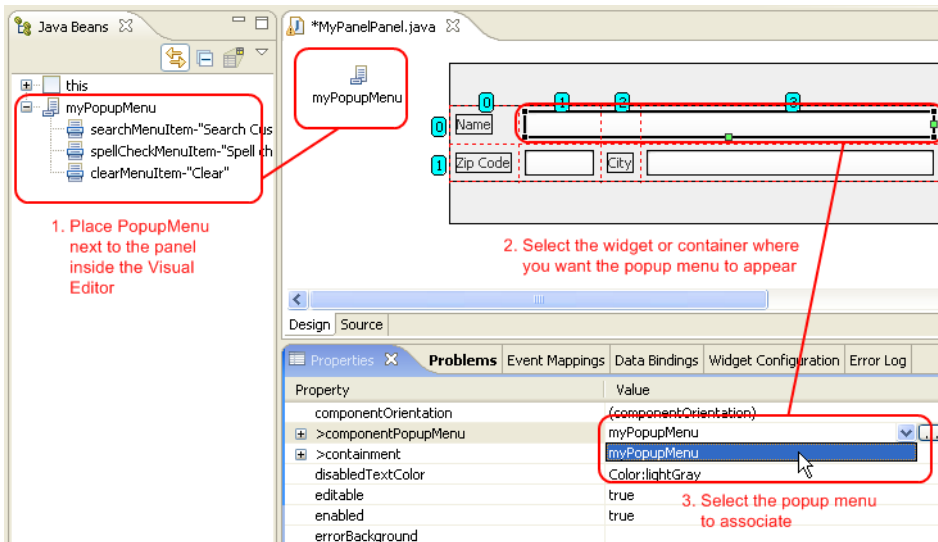 Java Beans
this
myPopupMenu
searchMenuItem-"Search Cus
spellCheckMenuItem-"Spell ch
clearMenuItem-"Clear"
1. Place PopupMenu
next to the panel
inside the Visual
Editor
*MyPanelPanel.java
myPopupMenu
0 1 2 3
0 Name
1 Zip Code City
2. Select the widget or container where
you want the popup menu to appear
Design Source
Properties Problems Event Mappings Data Bindings Widget Configuration Error Log
Property Value
componentOrientation (componentOrientation)
>componentPopupMenu myPopupMenu ...
>containment myPopupMenu
disabledTextColor Color:lightGray
editable true
enabled true
errorBackground
3. Select the popup menu
to associate